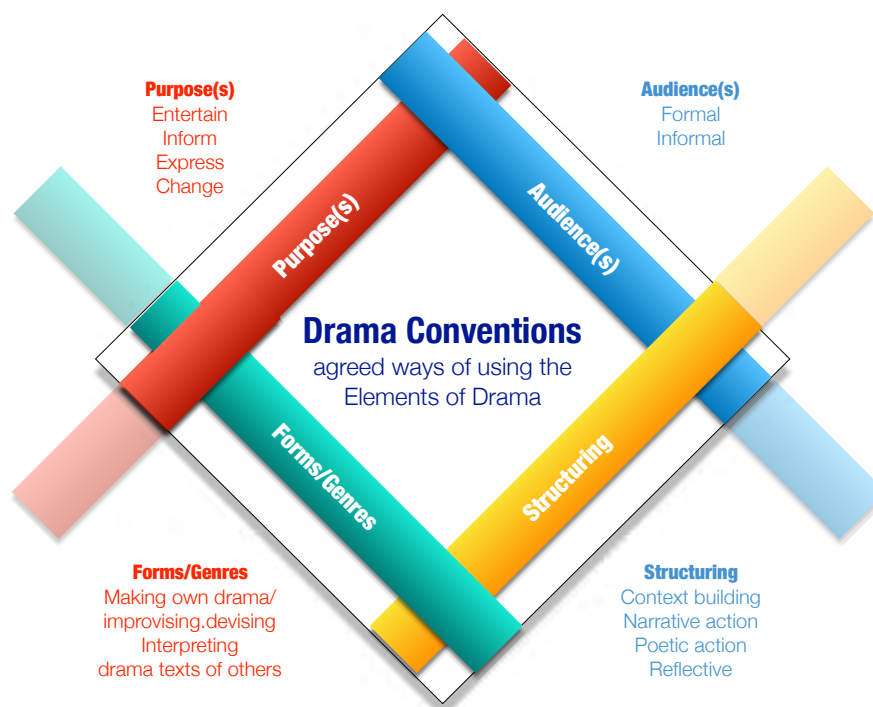 Purpose(s)
Entertain
Inform
Express
Change
Audience(s)
Formal
Informal
Purpose(s)
Audience(s)
Drama Conventions
agreed ways of using the
Elements of Drama
Forms/Genres
Structuring
Forms/Genres
Making own drama/
improvising.devising
Interpreting
drama texts of others
Structuring
Context building
Narrative action
Poetic action
Reflective